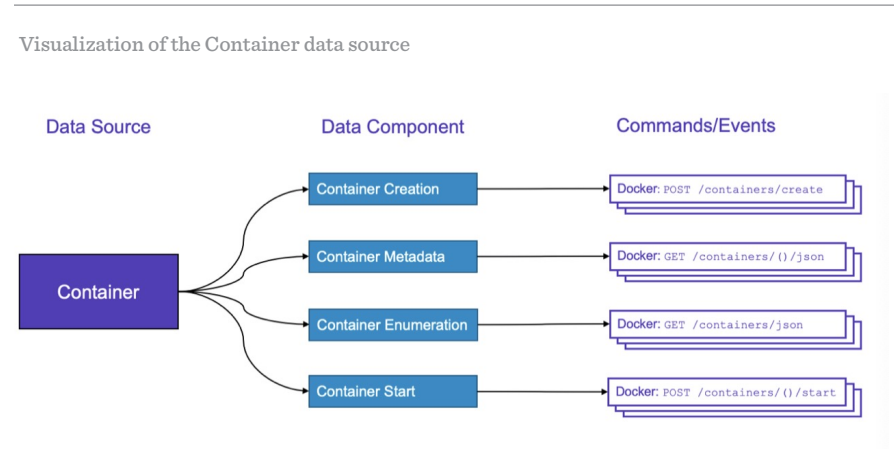 Visualization of the Container data source
Data Source
Data Component
Commands/Events
Container
Container Creation
Docker: POST /containers/create
Container Metadata
Docker: GET /containers/()/json
Container Enumeration
Docker: GET /containers/json
Container Start
Docker: POST /containers/()/start